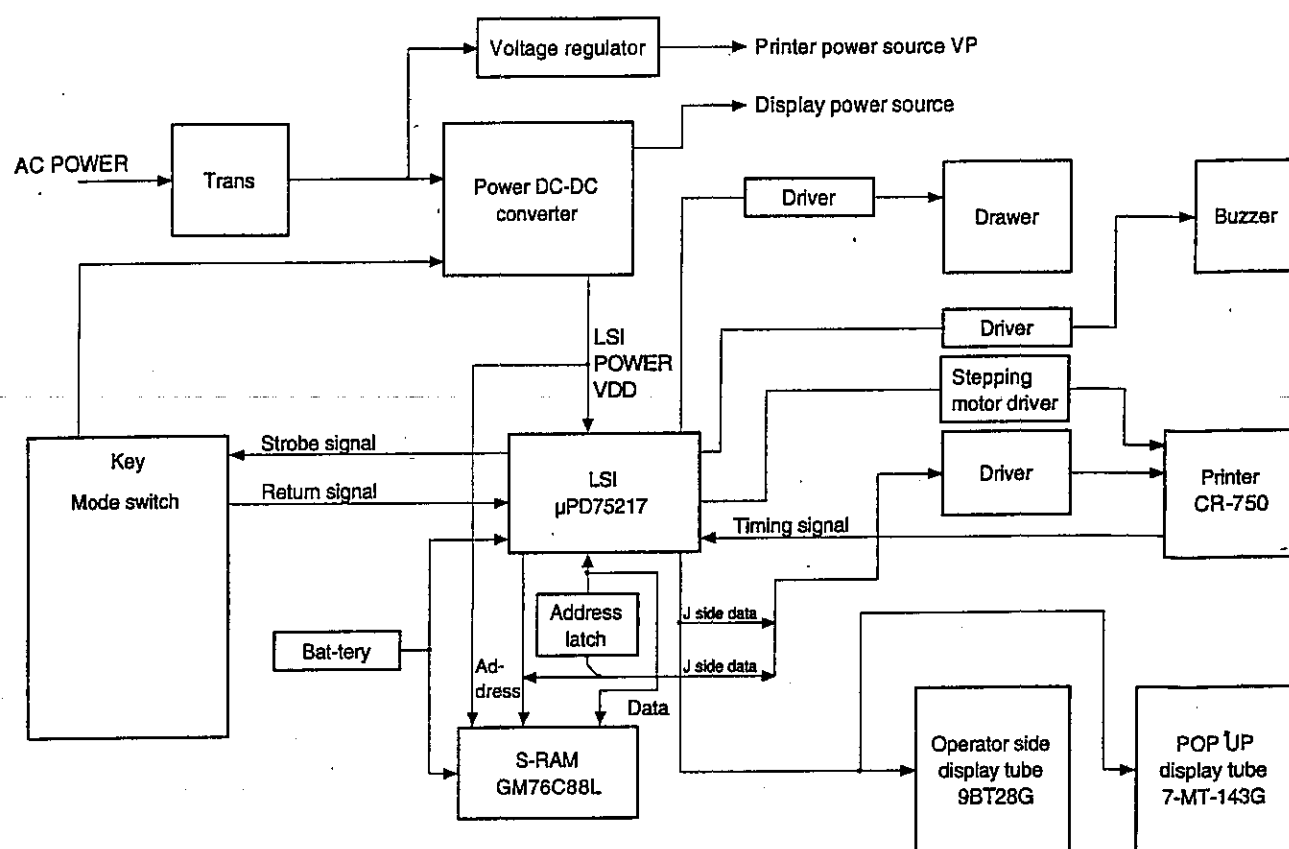 Voltage regulator
Printer power source VP
Display power source
AC POWER
Trans
Power DC-DC
converter
Driver
Drawer
Buzzer
LSI
POWER
VDD
Driver
Stepping
motor driver
Key
Mode switch
Strobe signal
Return signal
LSI
µPD75217
Driver
Printer
CR-750
Timing signal
Address
latch
J side data
J side data
Bat-tery
Ad-
dress
Data
S-RAM
GM76C88L
Operator side
display tube
9BT28G
POP UP
display tube
7-MT-143G